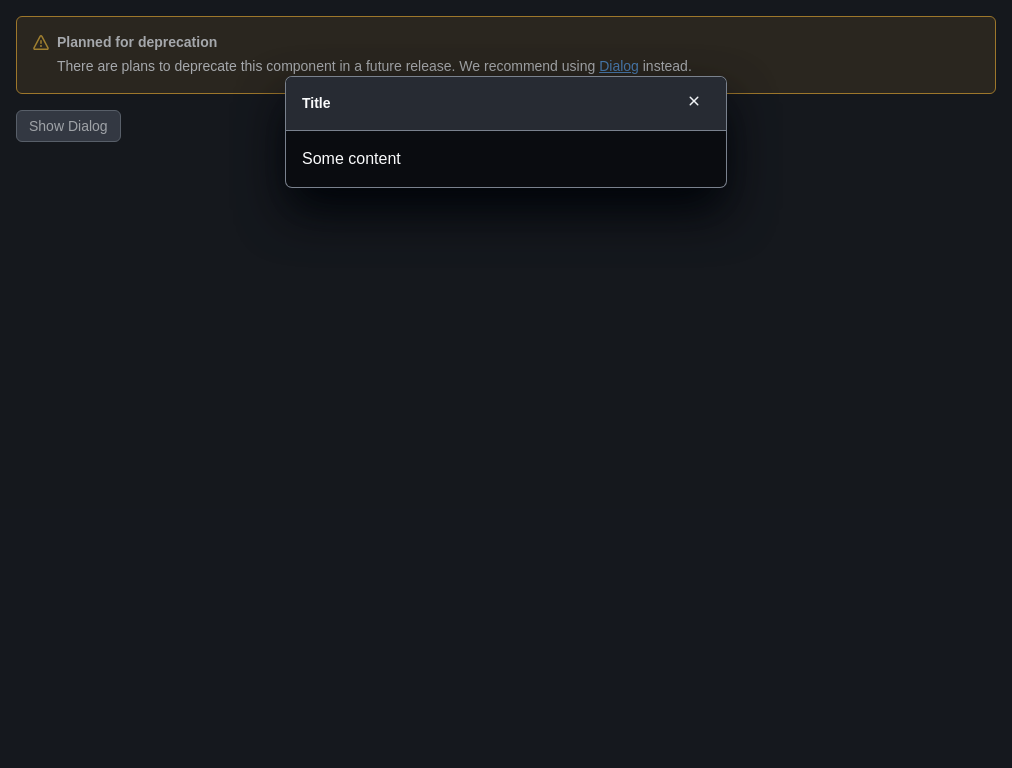 Planned for deprecation
There are plans to deprecate this component in a future release. We recommend using Dialog instead.
Title
Show Dialog
Some content